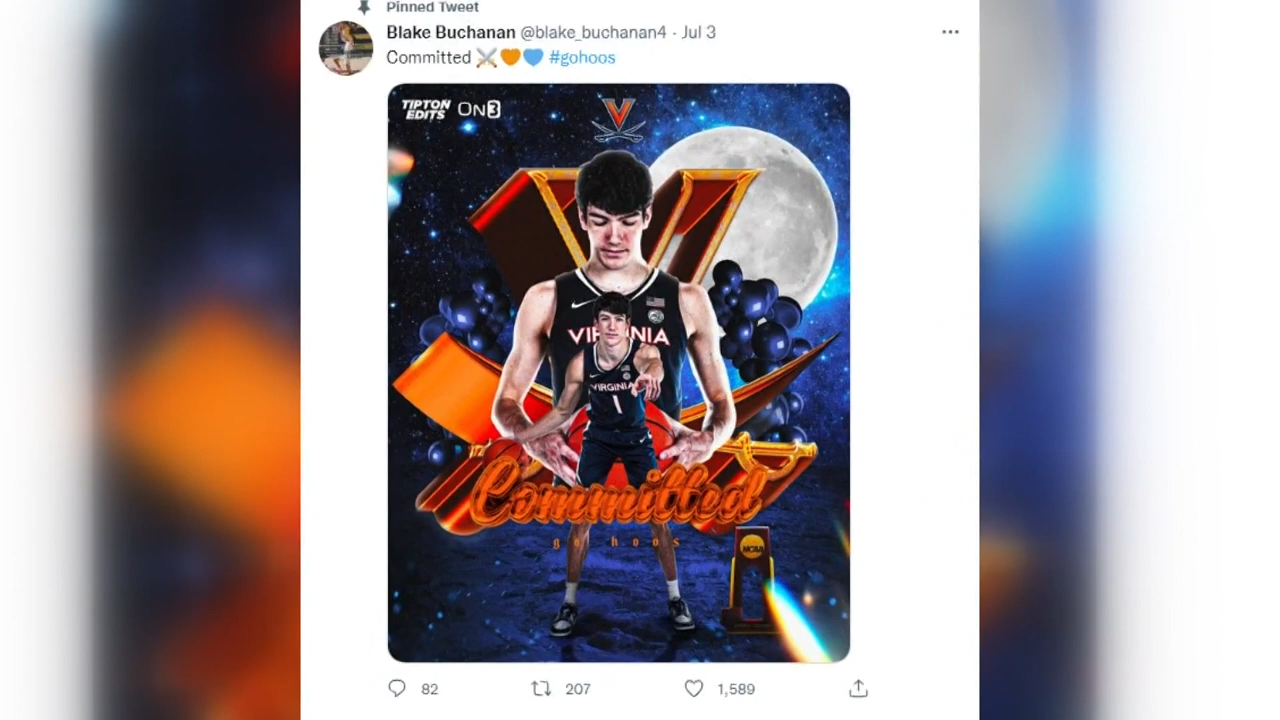 Pinned Tweet
Blake Buchanan @blake_buchanan4 · Jul 3
Committed ⚔️🧡💙 #gohoos
TIPTON EDITS ON3
V
VIRGINIA
VIRGINIA
1
Committed
go hoos
NCAA
82 207 1,589